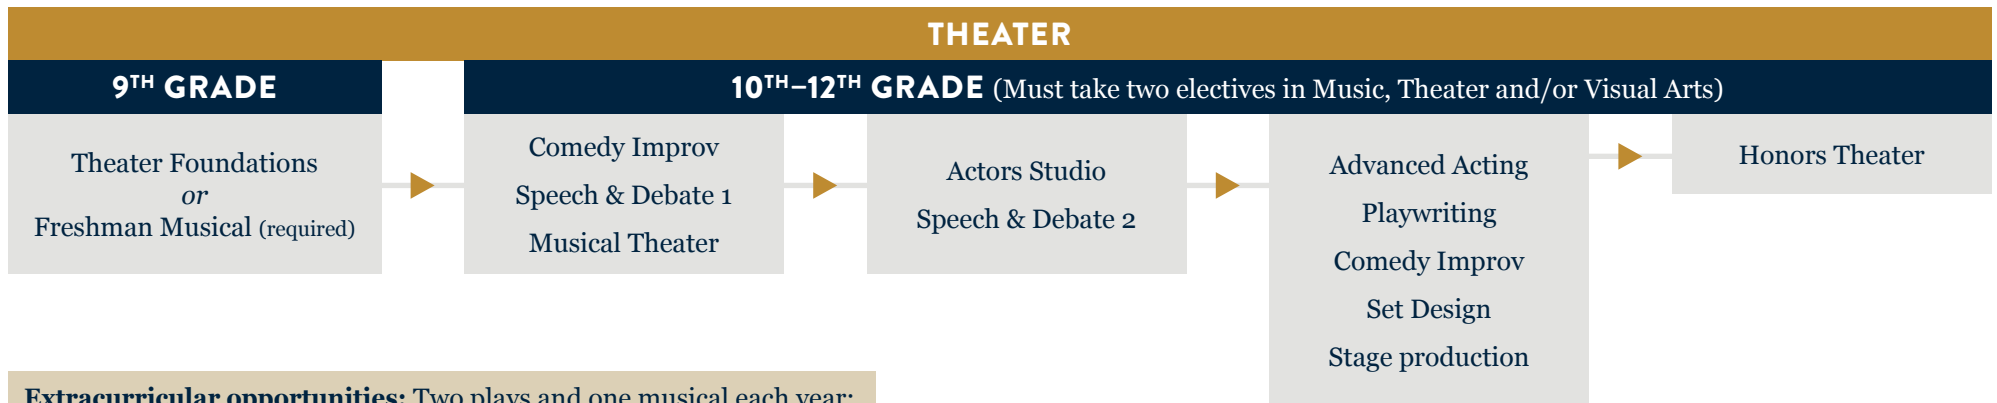 THEATER
9TH GRADE
10TH–12TH GRADE (Must take two electives in Music, Theater and/or Visual Arts)
Theater Foundations
or
Freshman Musical (required)
Comedy Improv
Speech & Debate 1
Musical Theater
Actors Studio
Speech & Debate 2
Advanced Acting
Playwriting
Comedy Improv
Set Design
Stage production
Honors Theater
Extracurricular opportunities: Two plays and one musical each year;